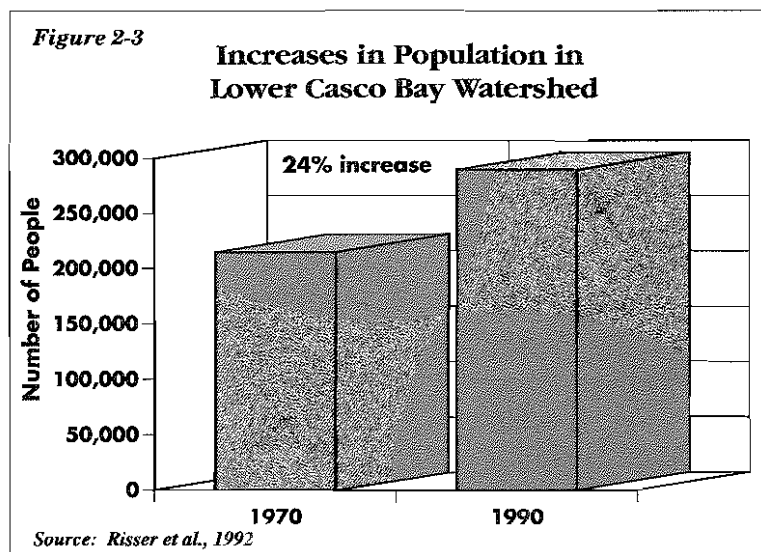 Figure 2-3
Increases in Population in
Lower Casco Bay Watershed
24% increase
Number of People
300,000
250,000
200,000
150,000
100,000
50,000
0
1970
1990
Source: Risser et al., 1992